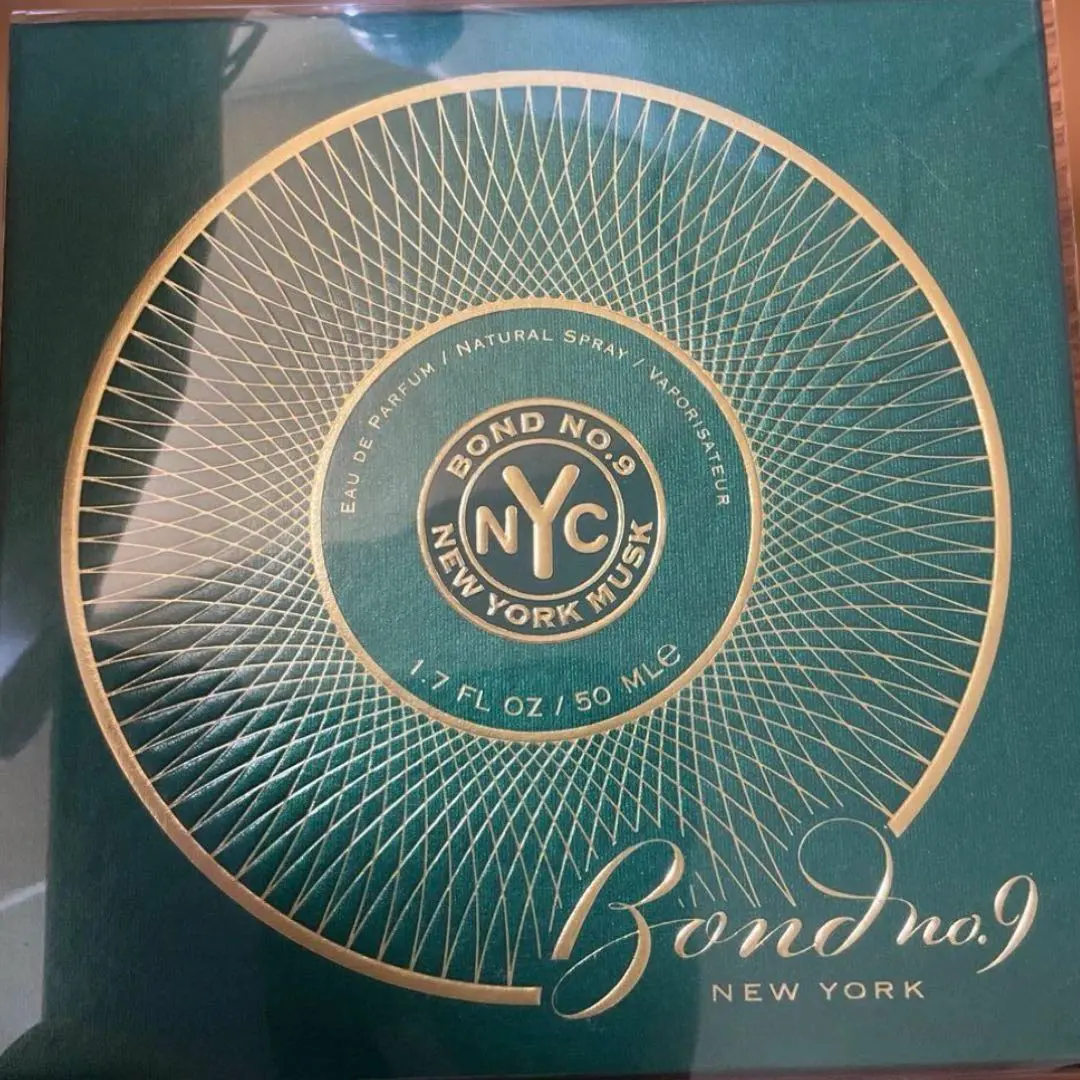 Eau de Parfum / Natural Spray / Vaporisateur
BOND NO.9
NYC
NEW YORK MUSK
1.7 FL OZ / 50 ML℮
Bond no.9
NEW YORK